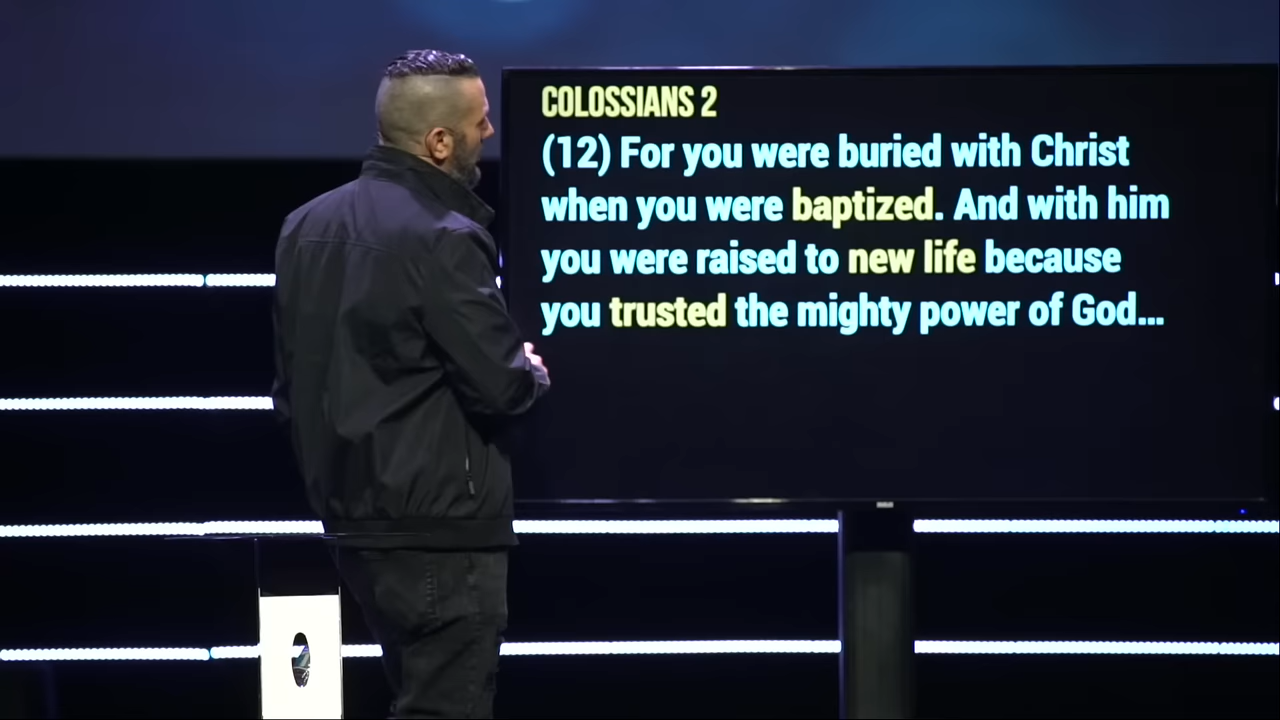 COLOSSIANS 2
(12) For you were buried with Christ
when you were baptized. And with him
you were raised to new life because
you trusted the mighty power of God...